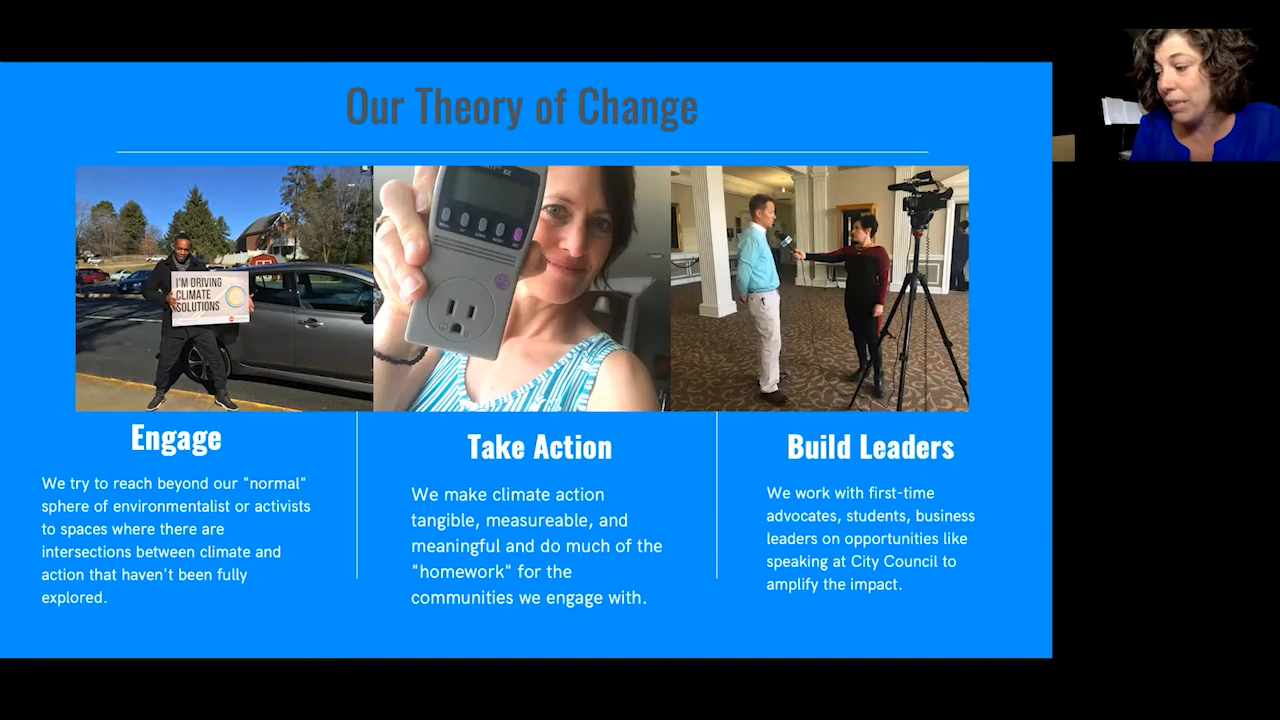 Our Theory of Change
I'M DRIVING
CLIMATE
SOLUTIONS
Engage
We try to reach beyond our "normal"
sphere of environmentalist or activists
to spaces where there are
intersections between climate and
action that haven't been fully
explored.
Take Action
We make climate action
tangible, measureable, and
meaningful and do much of the
"homework" for the
communities we engage with.
Build Leaders
We work with first-time
advocates, students, business
leaders on opportunities like
speaking at City Council to
amplify the impact.